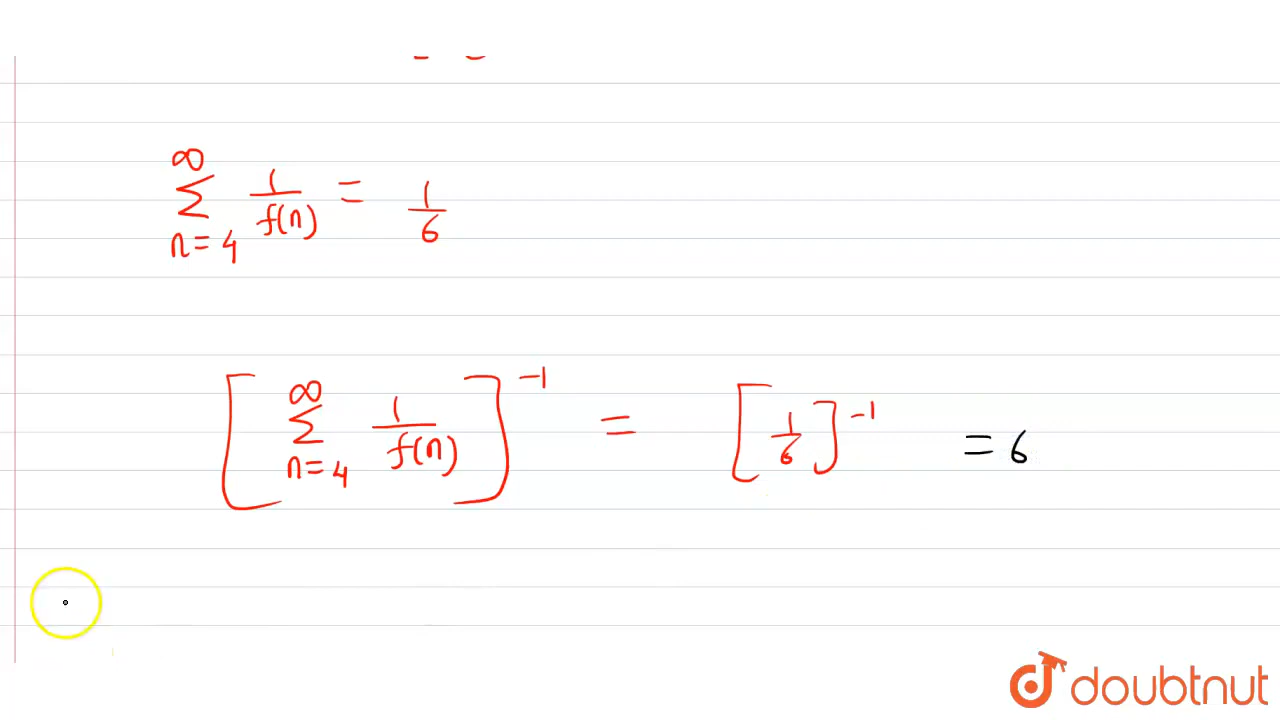 ∞
∑ 1/f(n) = 1/6
n=4
[ ∞ ∑ n=4 1/f(n) ]⁻¹ = [ 1/6 ]⁻¹ = 6
doubtnut